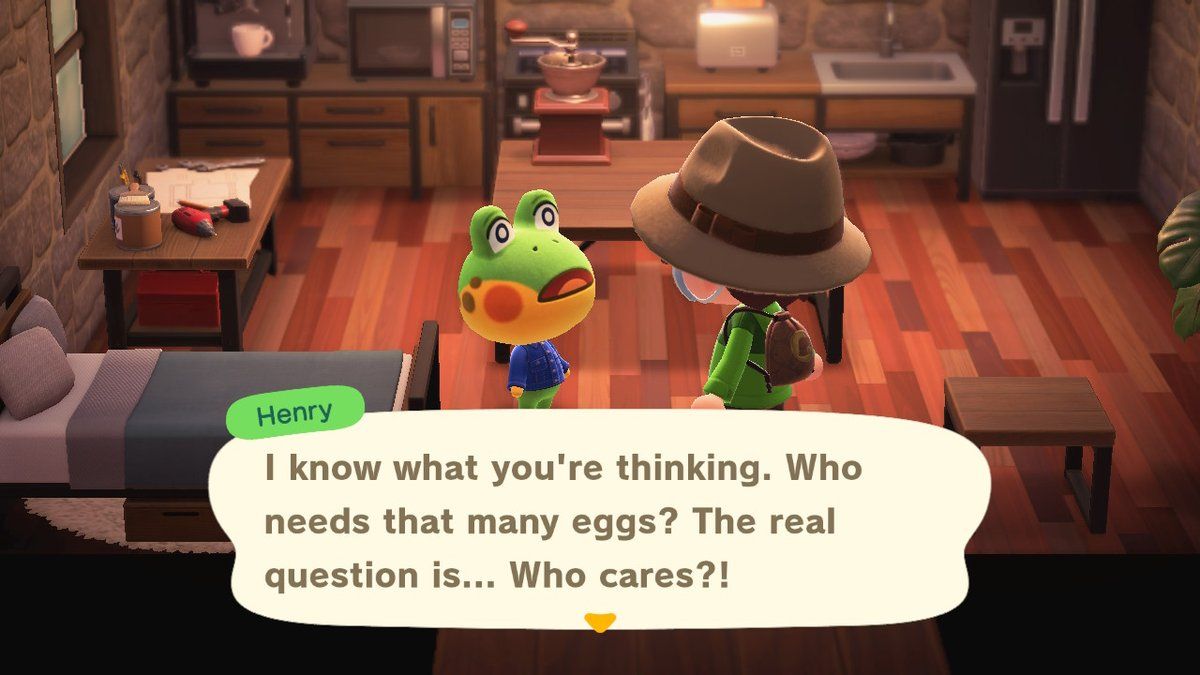 Henry
I know what you're thinking. Who
needs that many eggs? The real
question is... Who cares?!